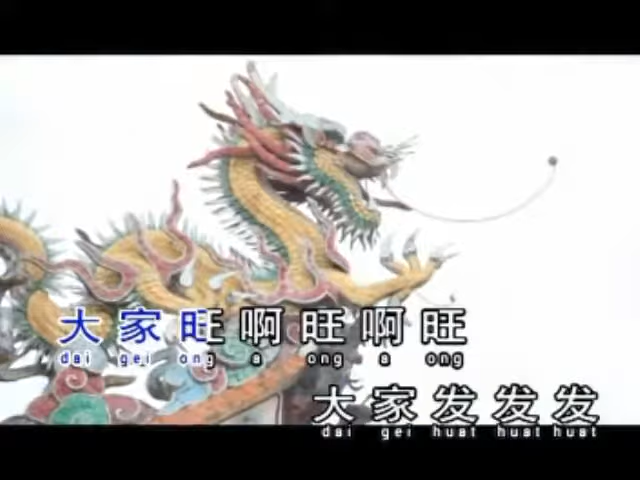 大家旺旺啊旺啊旺
dai gei ong a ong a ong
大家发发发
dai gei huat huat huat